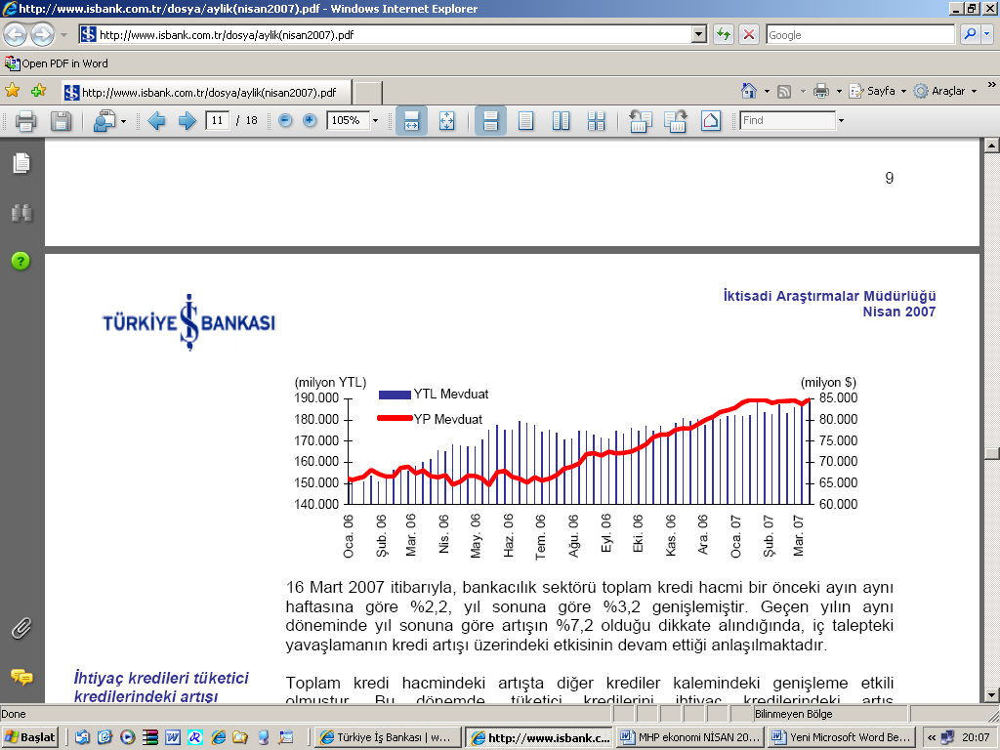 http://www.isbank.com.tr/dosya/aylik(nisan2007).pdf - Windows Internet Explorer
http://www.isbank.com.tr/dosya/aylik(nisan2007).pdf
Google
Open PDF in Word
http://www.isbank.com.tr/dosya/aylik(nisan2007).pdf
Sayfa
Araçlar
»
11 / 18
105%
Find
9
TÜRKİYE İŞ BANKASI
İktisadi Araştırmalar Müdürlüğü
Nisan 2007
(milyon YTL)
(milyon $)
YTL Mevduat
YP Mevduat
190.000
180.000
170.000
160.000
150.000
140.000
85.000
80.000
75.000
70.000
65.000
60.000
Oca. 06
Şub. 06
Mar. 06
Nis. 06
May. 06
Haz. 06
Tem. 06
Ağu. 06
Eyl. 06
Eki. 06
Kas. 06
Ara. 06
Oca. 07
Şub. 07
Mar. 07
16 Mart 2007 itibarıyla, bankacılık sektörü toplam kredi hacmi bir önceki ayın aynı
haftasına göre %2,2, yıl sonuna göre %3,2 genişlemiştir. Geçen yılın aynı
döneminde yıl sonuna göre artışın %7,2 olduğu dikkate alındığında, iç talepteki
yavaşlamanın kredi artışı üzerindeki etkisinin devam ettiği anlaşılmaktadır.
İhtiyaç kredileri tüketici
kredilerindeki artışı
Toplam kredi hacmindeki artışta diğer krediler kalemindeki genişleme etkili
olmuştur. Bu dönemde, tüketici kredilerini ihtiyaç kredilerindeki artış
Done
Bilinmeyen Bölge
Başlat
Türkiye İş Bankası | w...
http://www.isbank.c...
MHP ekonomi NİSAN 20...
Yeni Microsoft Word Be...
«
20:07